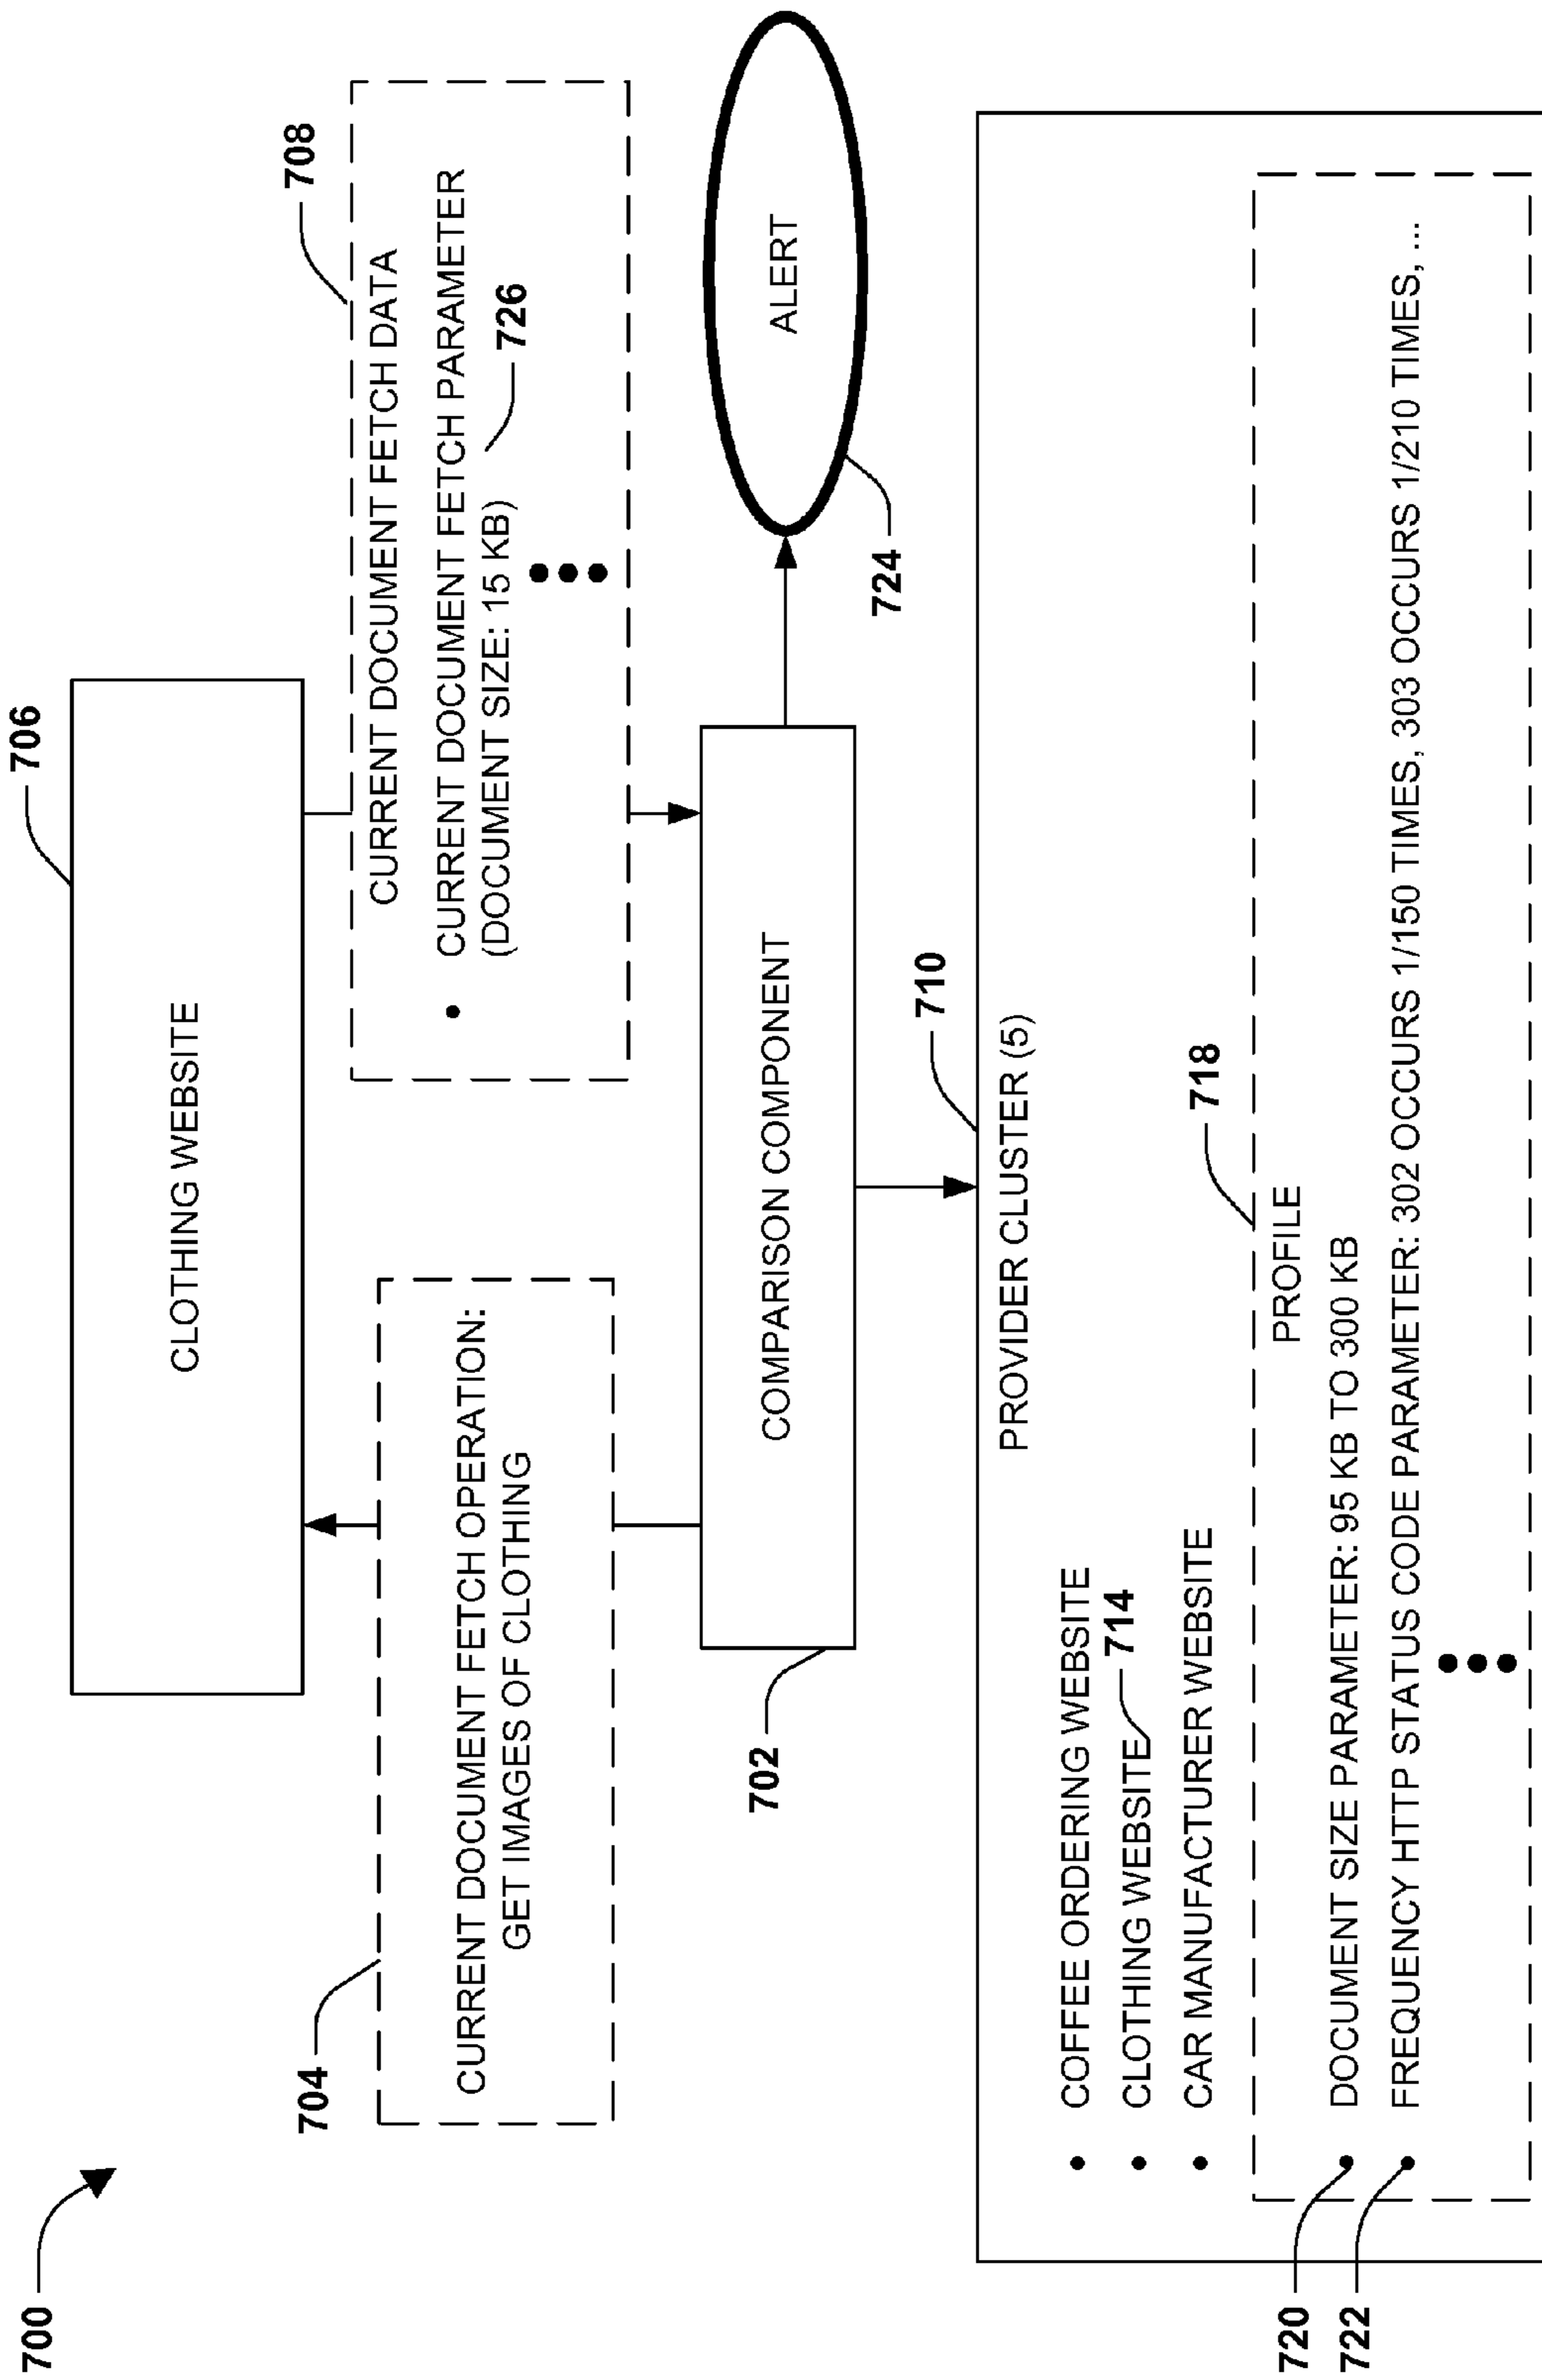 700
706
CLOTHING WEBSITE
704
CURRENT DOCUMENT FETCH OPERATION:
GET IMAGES OF CLOTHING
708
CURRENT DOCUMENT FETCH DATA
• CURRENT DOCUMENT FETCH PARAMETER
(DOCUMENT SIZE: 15 KB)
726
702
COMPARISON COMPONENT
ALERT
724
710
PROVIDER CLUSTER (5)
• COFFEE ORDERING WEBSITE
• CLOTHING WEBSITE
714
• CAR MANUFACTURER WEBSITE
718
PROFILE
720
• DOCUMENT SIZE PARAMETER: 95 KB TO 300 KB
722
• FREQUENCY HTTP STATUS CODE PARAMETER: 302 OCCURS 1/150 TIMES, 303 OCCURS 1/210 TIMES, ...